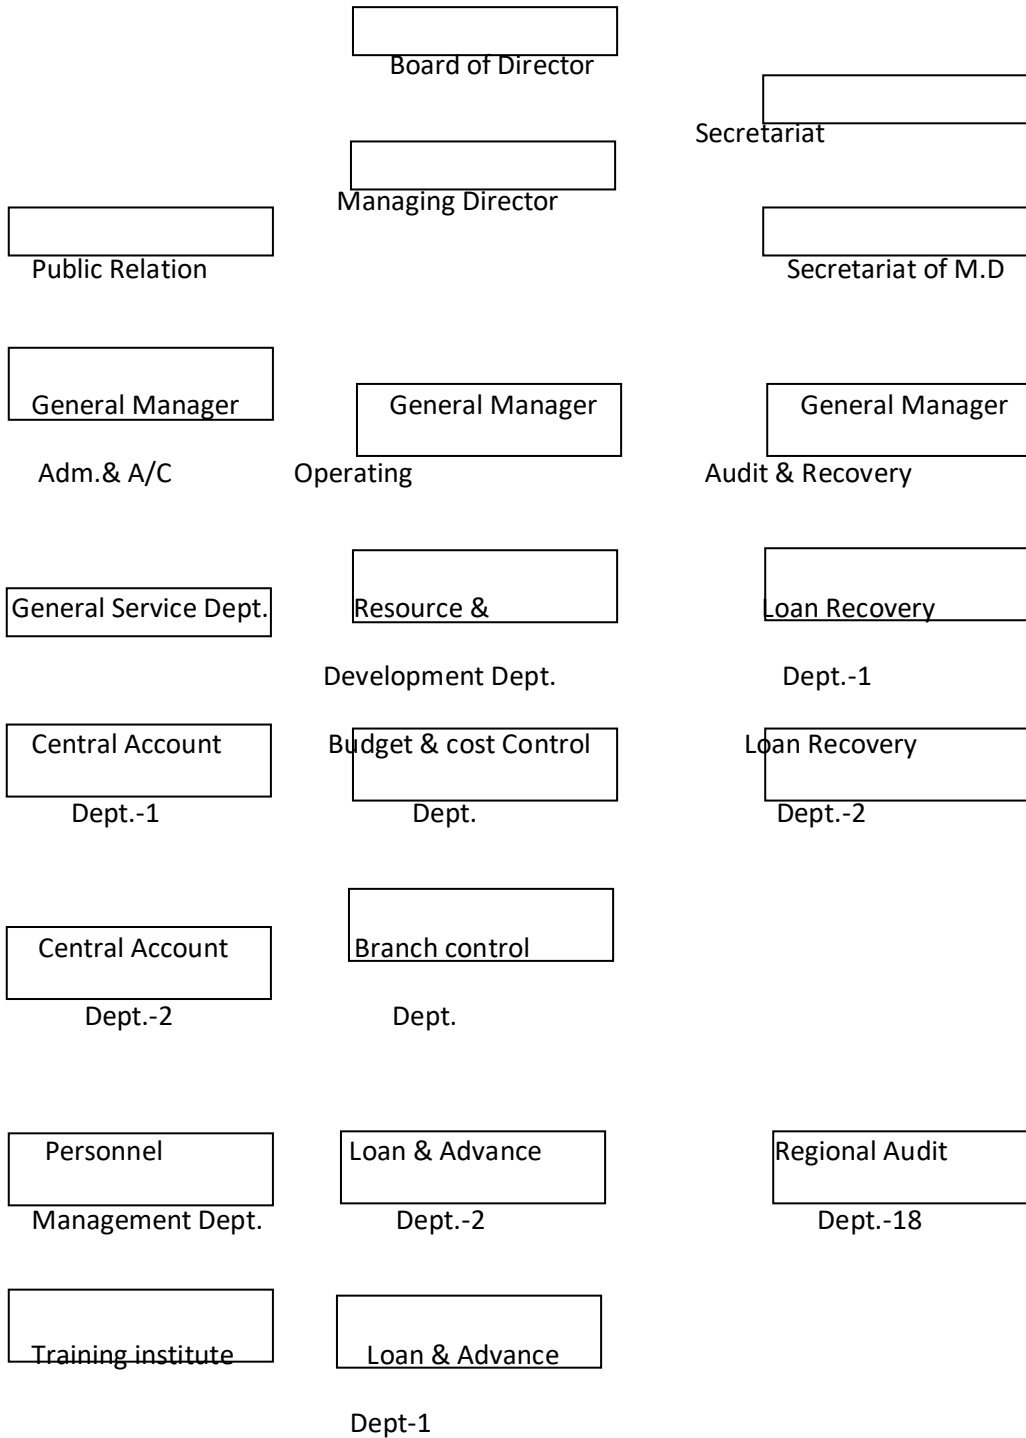 Board of Director
Secretariat
Managing Director
Public Relation Secretariat of M.D
General Manager General Manager General Manager
Adm.& A/C Operating Audit & Recovery
General Service Dept. Resource & Loan Recovery
Development Dept. Dept.-1
Central Account Budget & cost Control Loan Recovery
Dept.-1 Dept. Dept.-2
Central Account Branch control
Dept.-2 Dept.
Personnel Loan & Advance Regional Audit
Management Dept. Dept.-2 Dept.-18
Training institute Loan & Advance
Dept-1